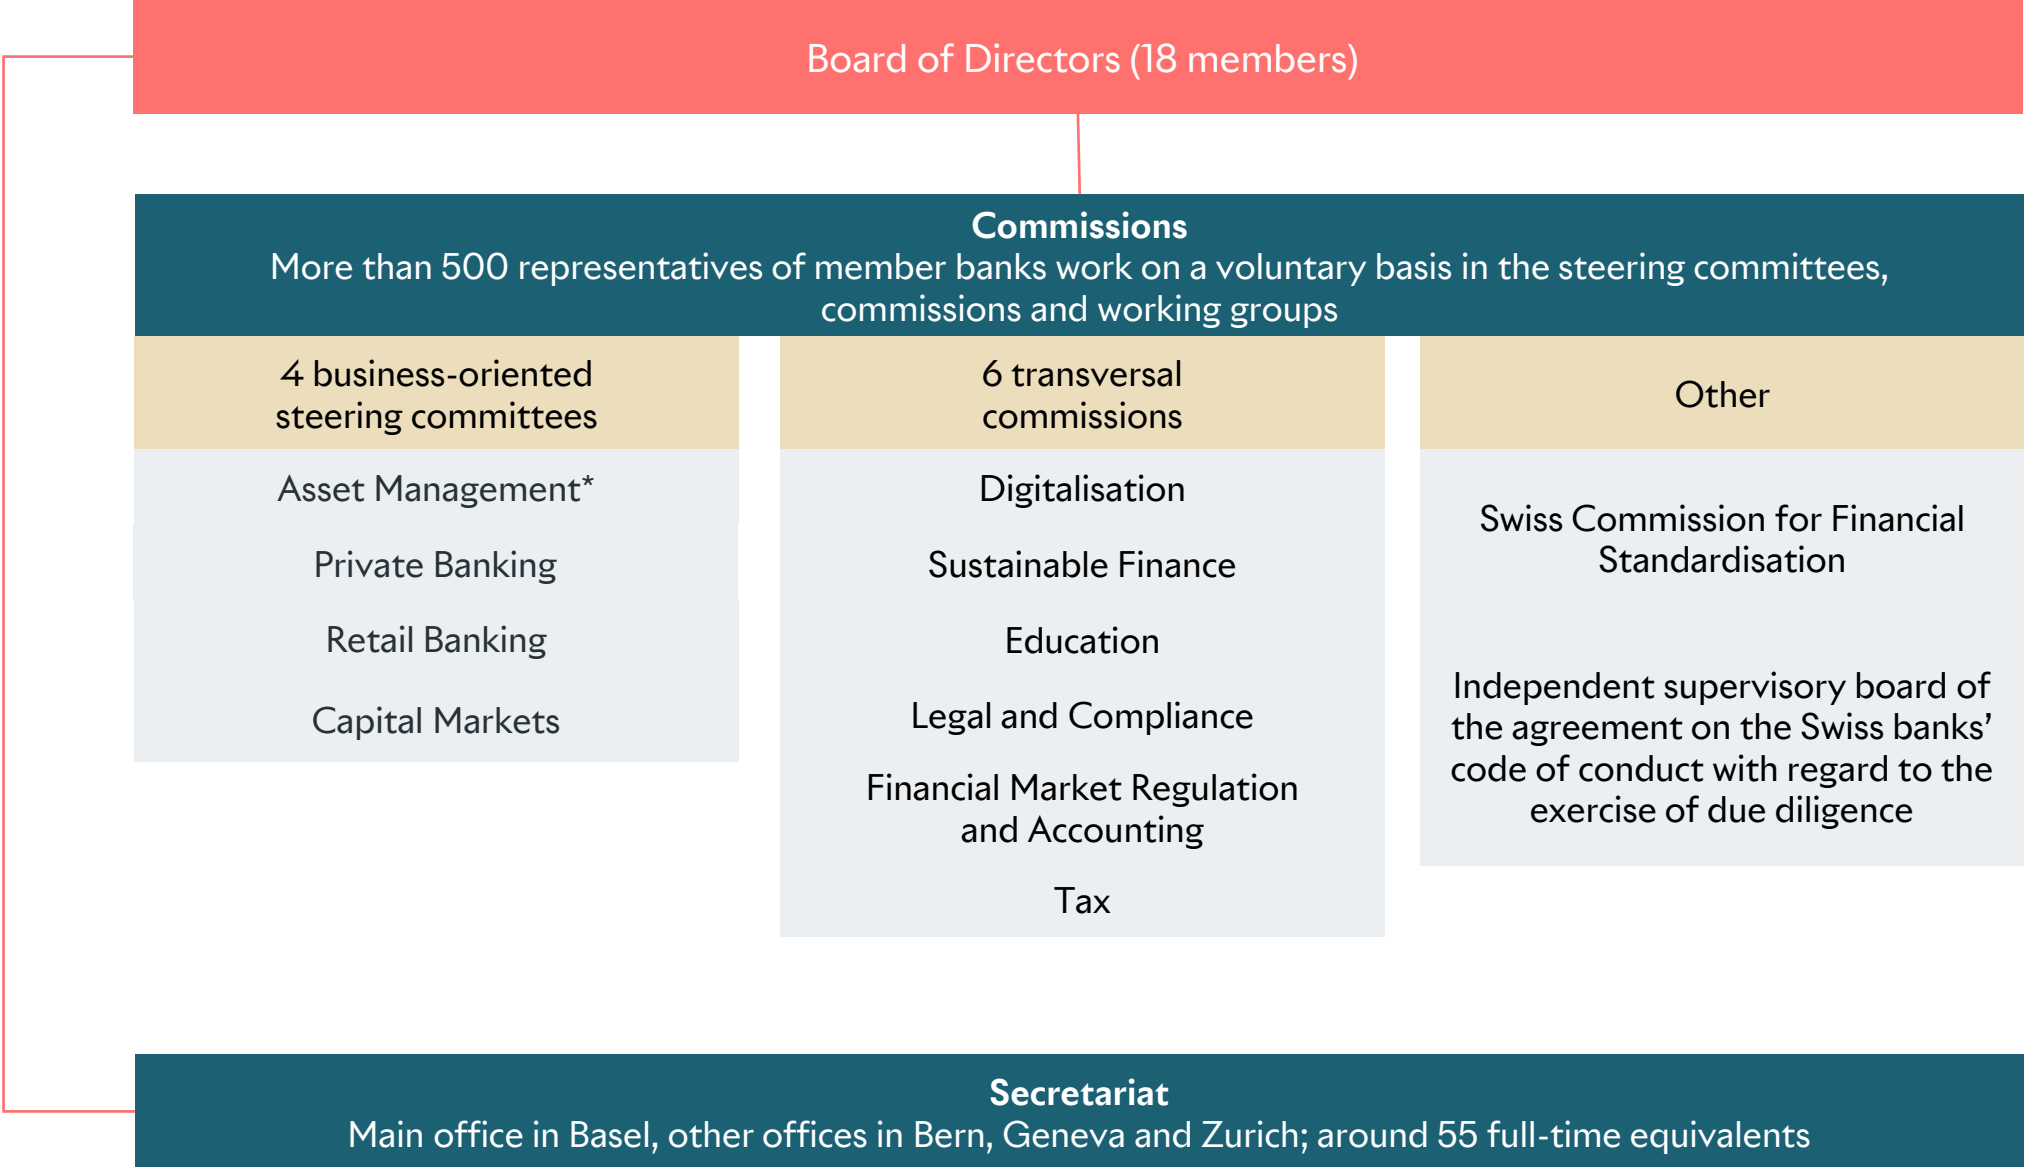 Board of Directors (18 members)
Commissions
More than 500 representatives of member banks work on a voluntary basis in the steering committees,
commissions and working groups
4 business-oriented
steering committees
Asset Management*
Private Banking
Retail Banking
Capital Markets
6 transversal
commissions
Digitalisation
Sustainable Finance
Education
Legal and Compliance
Financial Market Regulation
and Accounting
Tax
Other
Swiss Commission for Financial
Standardisation
Independent supervisory board of
the agreement on the Swiss banks’
code of conduct with regard to the
exercise of due diligence
Secretariat
Main office in Basel, other offices in Bern, Geneva and Zurich; around 55 full-time equivalents